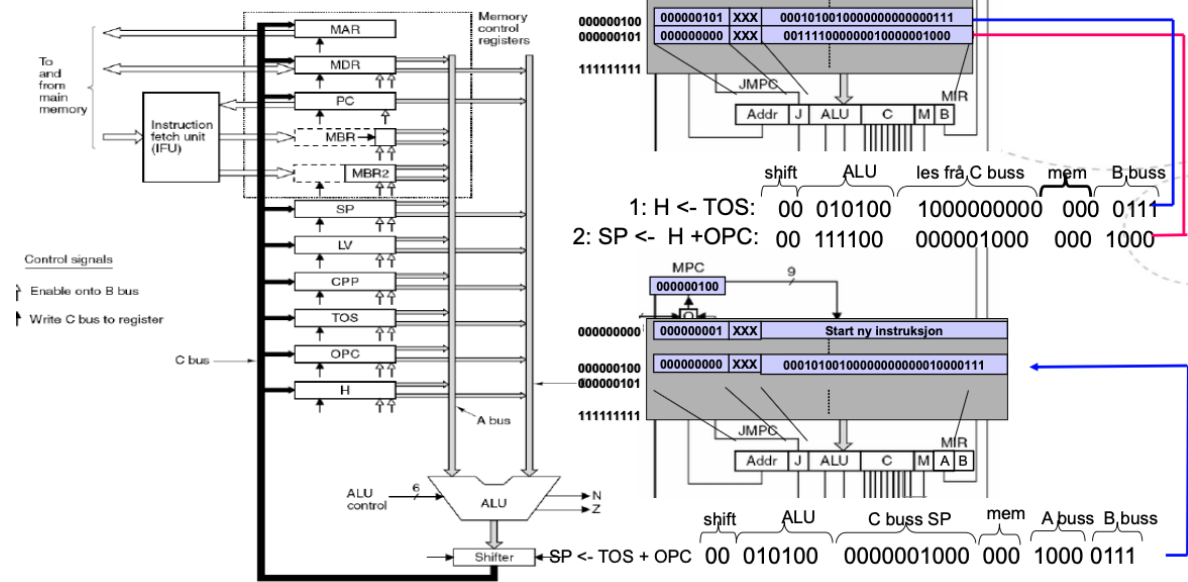 MAR
Memory
control
registers
To
and
from
main
memory
MDR
PC
Instruction
fetch unit
(IFU)
MBR
MBR2
SP
LV
CPP
TOS
OPC
H
Control signals
Enable onto B bus
Write C bus to register
C bus
A bus
ALU
control
6
ALU
N
Z
Shifter
000000100 000000101 XXX 000101001000000000000111
000000101 000000000 XXX 001111000000010000001000
111111111
JMPC
MIR
Addr J ALU C M B
shift ALU les frå C buss mem B buss
1: H <- TOS: 00 010100 1000000000 000 0111
2: SP <- H +OPC: 00 111100 000001000 000 1000
MPC
9
000000100
O
000000000 000000001 XXX Start ny instruksjon
000000100 000000000 XXX 0001010010000000000010000111
000000101
111111111
JMPC
MIR
Addr J ALU C M A B
shift ALU C buss SP mem A buss B buss
SP <- TOS + OPC 00 010100 0000001000 000 1000 0111